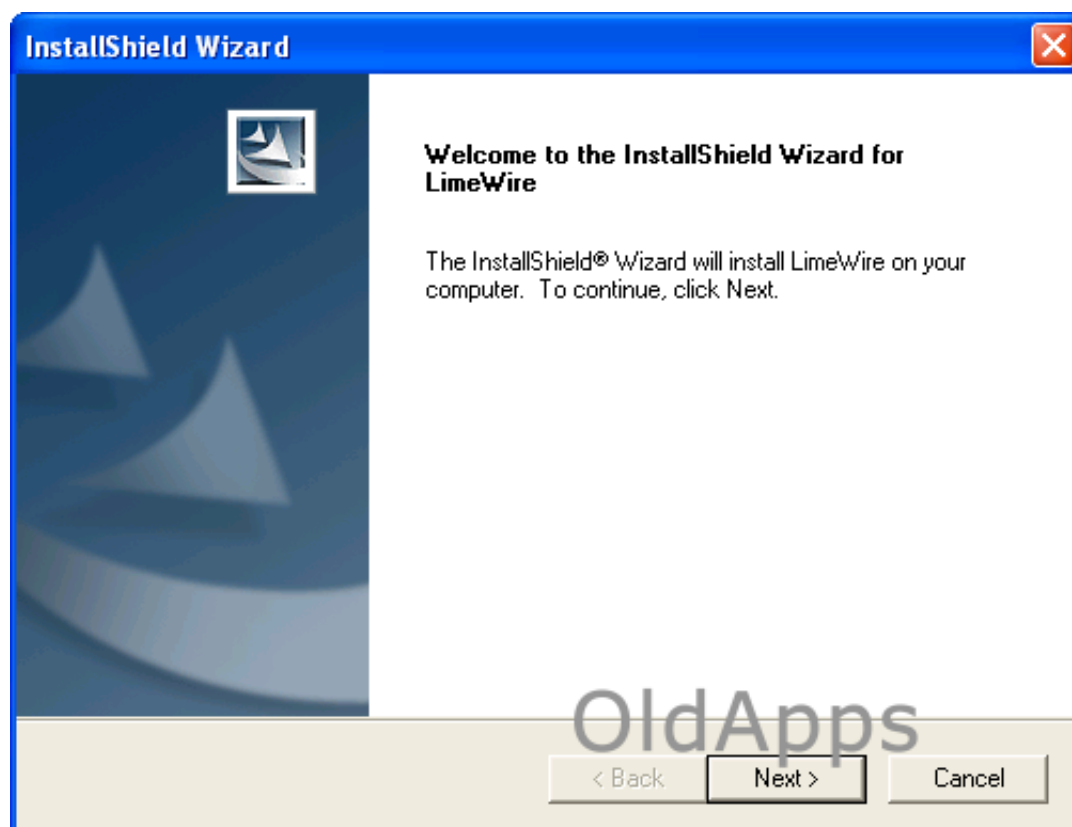 InstallShield Wizard
Welcome to the InstallShield Wizard for
LimeWire
The InstallShield® Wizard will install LimeWire on your
computer.  To continue, click Next.
OldApps
< Back
Next >
Cancel